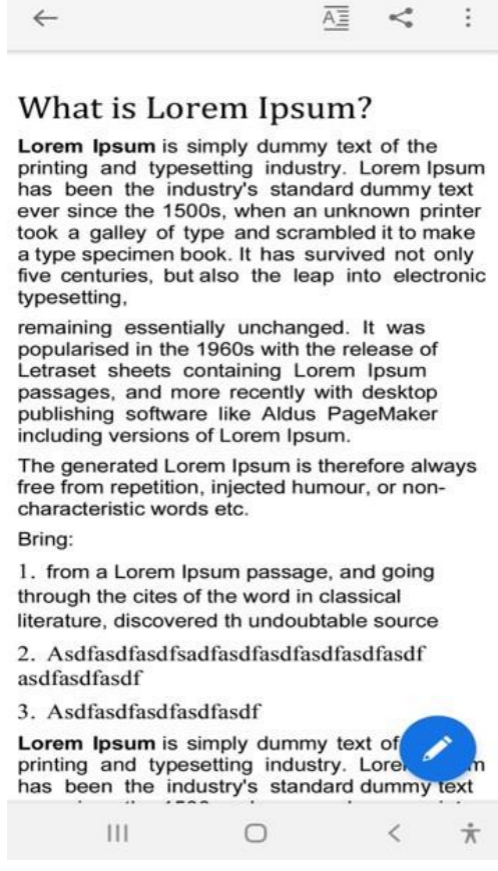 What is Lorem Ipsum?
Lorem Ipsum is simply dummy text of the
printing and typesetting industry. Lorem Ipsum
has been the industry's standard dummy text
ever since the 1500s, when an unknown printer
took a galley of type and scrambled it to make
a type specimen book. It has survived not only
five centuries, but also the leap into electronic
typesetting,
remaining essentially unchanged. It was
popularised in the 1960s with the release of
Letraset sheets containing Lorem Ipsum
passages, and more recently with desktop
publishing software like Aldus PageMaker
including versions of Lorem Ipsum.
The generated Lorem Ipsum is therefore always
free from repetition, injected humour, or non-
characteristic words etc.
Bring:
1. from a Lorem Ipsum passage, and going
through the cites of the word in classical
literature, discovered th undoubtable source
2. Asdfasdfasdfsadfasdfasdfasdfasdfasdf
asdfasdfasdf
3. Asdfasdfasdfasdfasdf
Lorem Ipsum is simply dummy text of
printing and typesetting industry.
has been the industry's standard dummy text